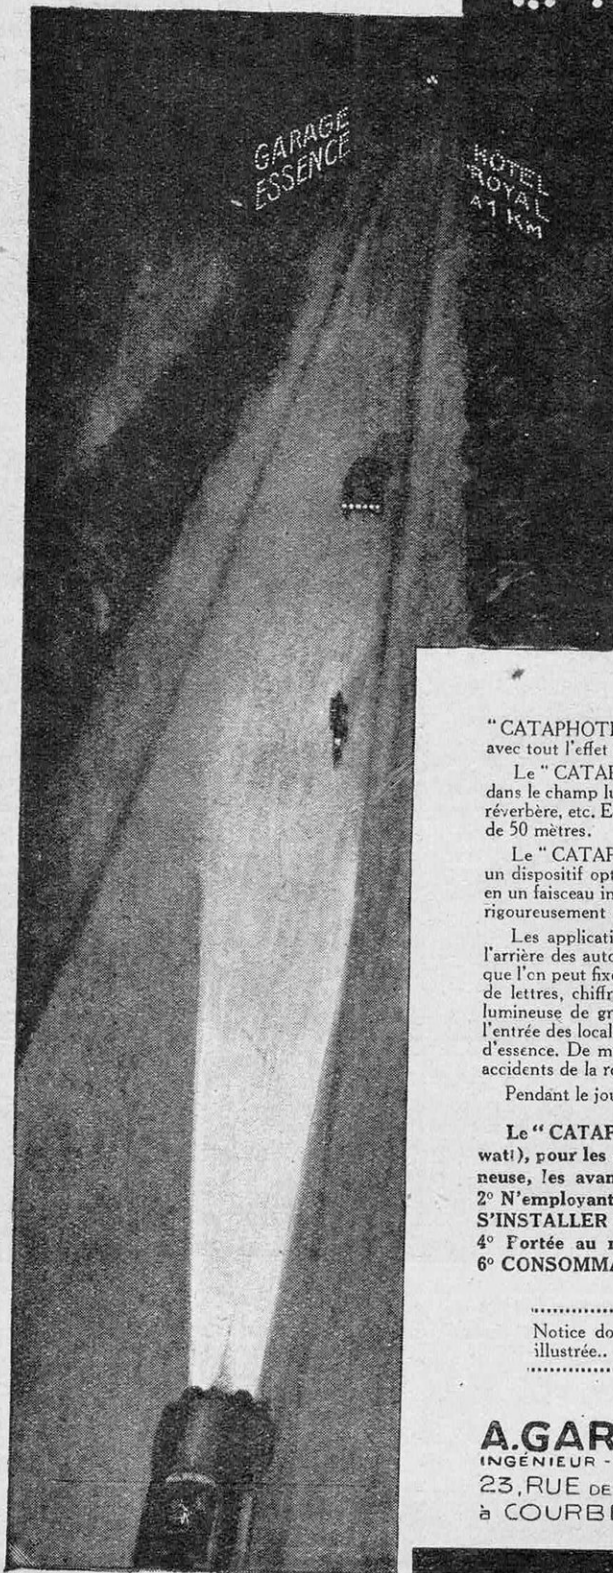 GARAGE
ESSENCE
HOTEL
ROYAL
A 1 Km
"CATAPHOT
avec tout l'effet
Le "CATAP
dans le champ lu
réverbère, etc. E
de 50 mètres.
Le "CATAP
un dispositif opt
en un faisceau in
rigoureusement
Les applicati
l'arrière des auto
que l'on peut fixe
de lettres, chiffr
lumineuse de gr
l'entrée des local
d'essence. De m
accidents de la ro
Pendant le jou
Le "CATAP
watt), pour les
neuse, les avan
2° N'employant
S'INSTALLER
4° Portée au
6° CONSOMMA
Notice do
illustrée..
A.GAR
INGÉNIEUR -
23, RUE DE
à COURB